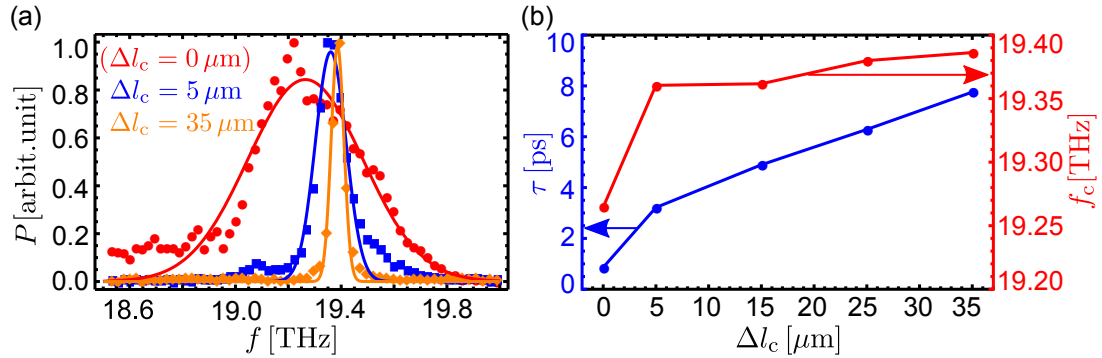 (a)
P [arbit.unit]
1.0
0.8
0.6
0.4
0.2
0.0
(Δl_c = 0 μm)
Δl_c = 5 μm
Δl_c = 35 μm
18.6 19.0 19.4 19.8
f [THz]
(b)
τ [ps]
10
8
6
4
2
0
19.40
19.35
19.30
19.25
19.20
f_c [THz]
0 5 10 15 20 25 30 35
Δl_c [μm]